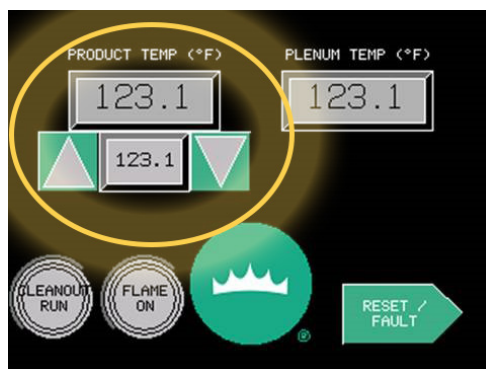 PRODUCT TEMP (°F)
PLENUM TEMP (°F)
123.1
123.1
123.1
CLEANOUT
RUN
FLAME
ON
RESET /
FAULT
®